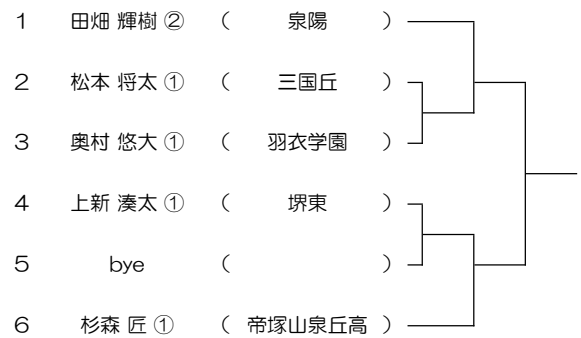 1 田畑 輝樹 ② ( 泉陽 )
2 松本 将太 ① ( 三国丘 )
3 奥村 悠大 ① ( 羽衣学園 )
4 上新 湊太 ① ( 堺東 )
5 bye ( )
6 杉森 匠 ① ( 帝塚山泉丘高 )